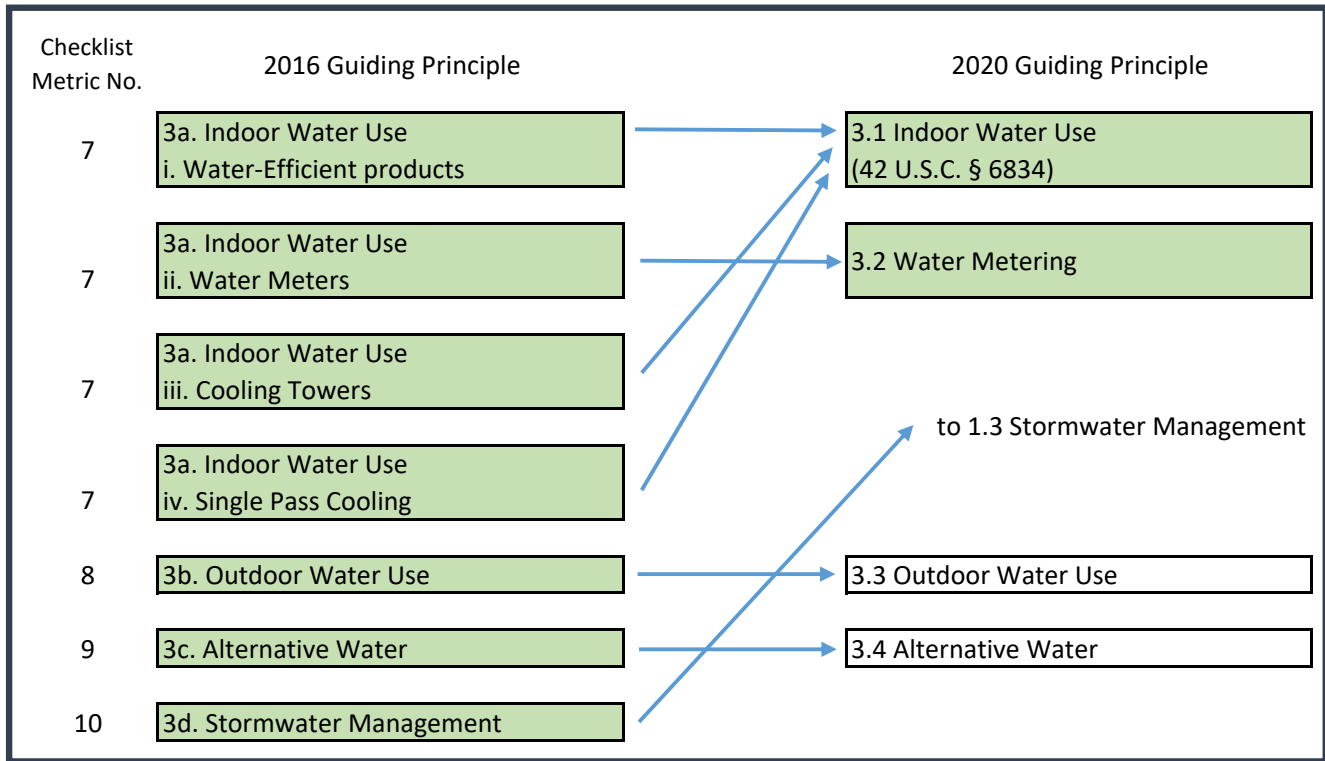 Checklist
Metric No.
2016 Guiding Principle
2020 Guiding Principle
7
3a. Indoor Water Use
i. Water-Efficient products
3.1 Indoor Water Use
(42 U.S.C. § 6834)
7
3a. Indoor Water Use
ii. Water Meters
3.2 Water Metering
7
3a. Indoor Water Use
iii. Cooling Towers
to 1.3 Stormwater Management
7
3a. Indoor Water Use
iv. Single Pass Cooling
8
3b. Outdoor Water Use
3.3 Outdoor Water Use
9
3c. Alternative Water
3.4 Alternative Water
10
3d. Stormwater Management